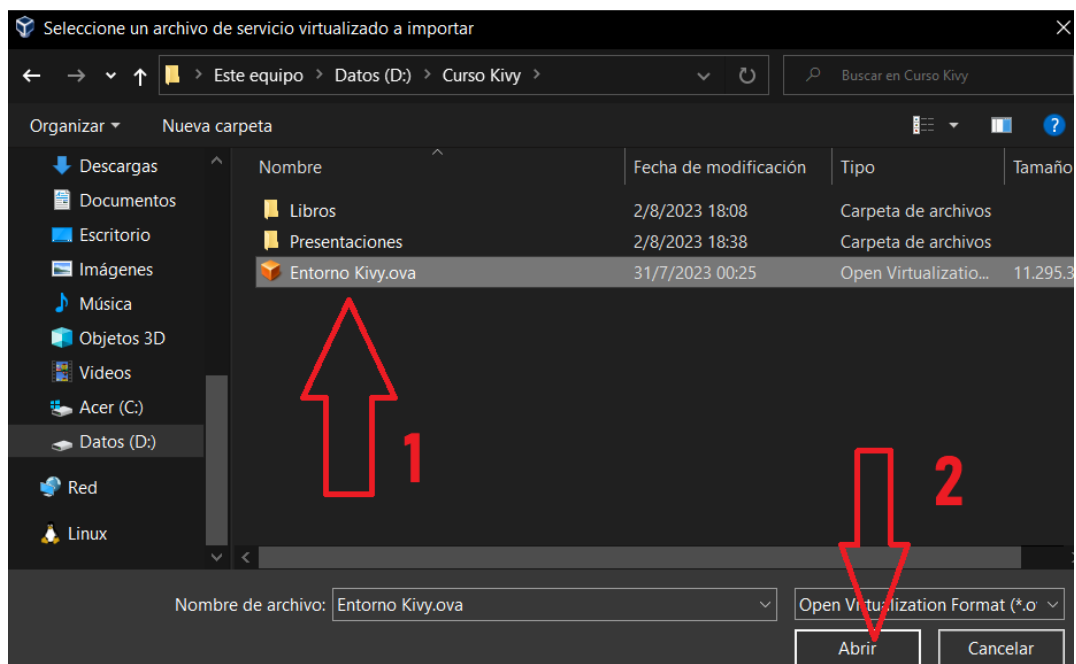 Seleccione un archivo de servicio virtualizado a importar
Este equipo > Datos (D:) > Curso Kivy >
Buscar en Curso Kivy
Organizar
Nueva carpeta
Nombre
Fecha de modificación
Tipo
Tamaño
Descargas
Documentos
Escritorio
Imágenes
Música
Objetos 3D
Videos
Acer (C:)
Datos (D:)
Red
Linux
Libros 2/8/2023 18:08 Carpeta de archivos
Presentaciones 2/8/2023 18:38 Carpeta de archivos
Entorno Kivy.ova 31/7/2023 00:25 Open Virtualizatio... 11.295.3
1
2
Nombre de archivo: Entorno Kivy.ova
Open Virtualization Format (*.o
Abrir
Cancelar